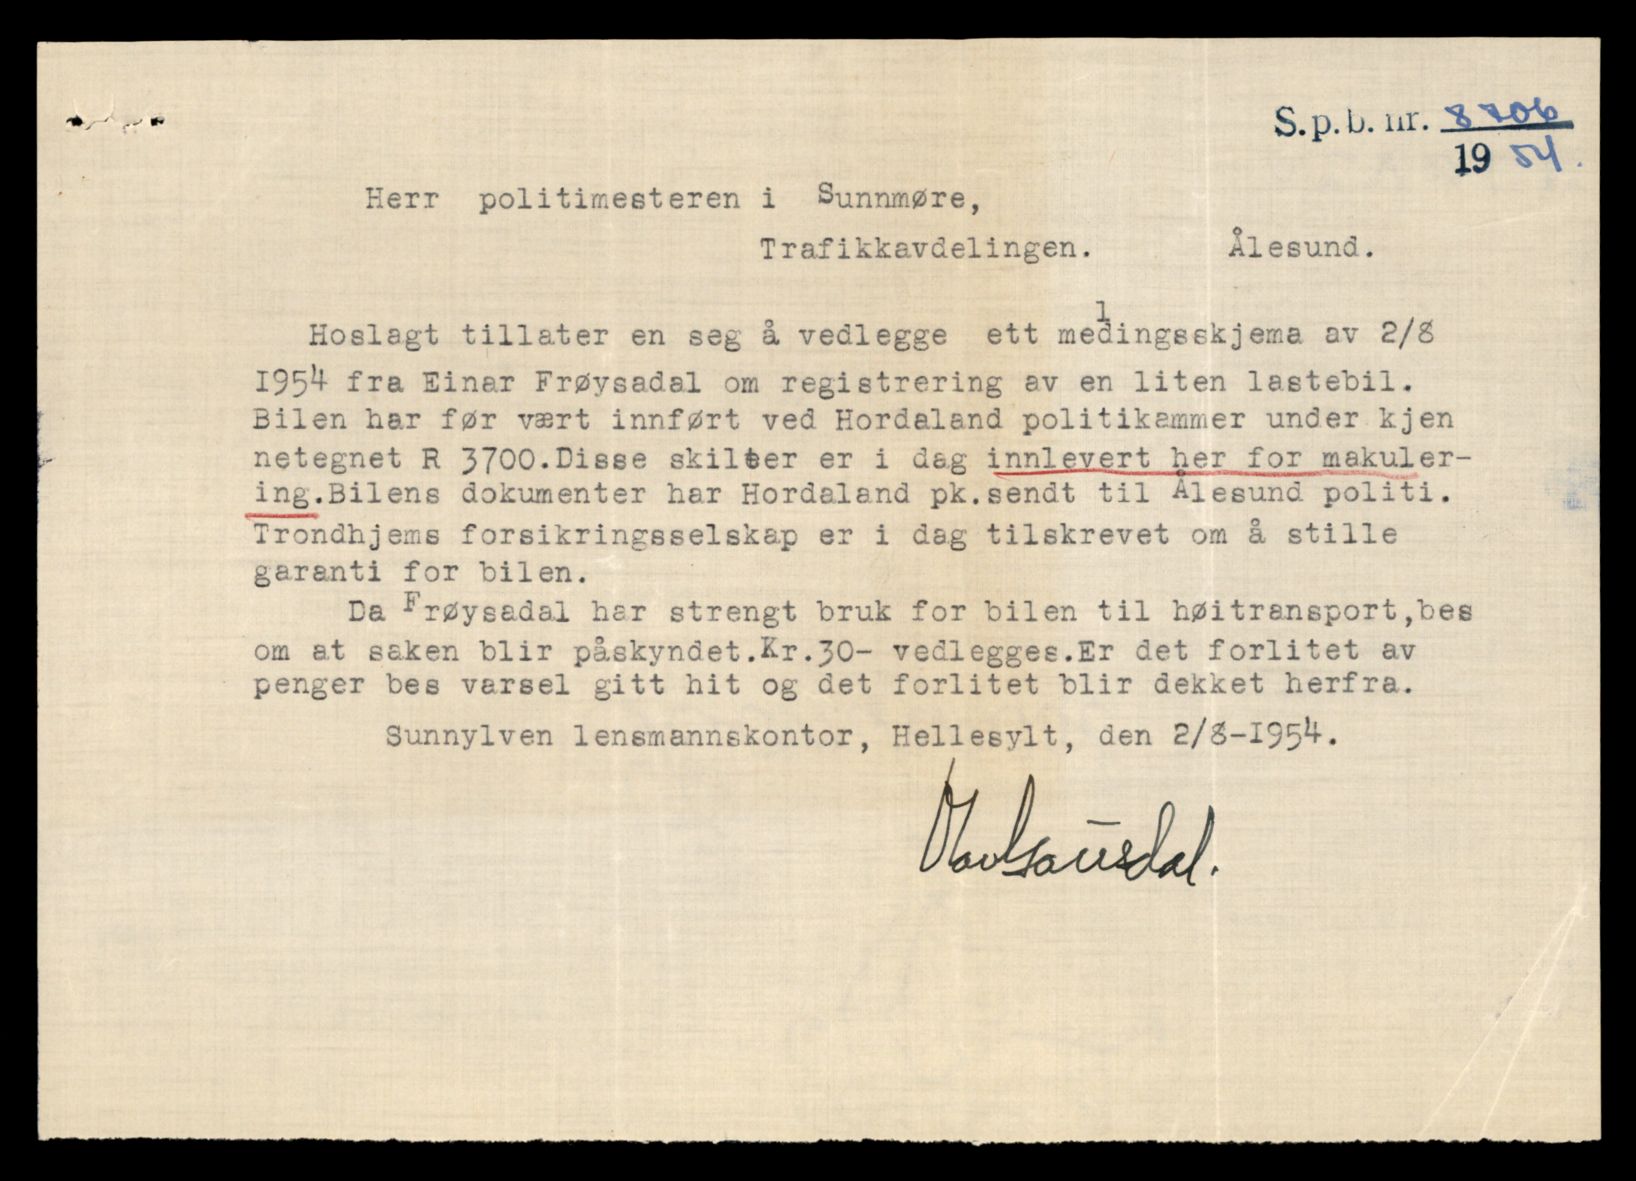 S.p.b. nr. 8706
1954.
Herr politimesteren i Sunnmøre,
Trafikkavdelingen. Ålesund.
Hoslagt tillater en seg å vedlegge ett meldingsskjema av 2/8
1954 fra Einar Frøysadal om registrering av en liten lastebil.
Bilen har før vært innført ved Hordaland politikammer under kjen
netegnet R 3700.Disse skilter er i dag innlevert her for makuler-
ing.Bilens dokumenter har Hordaland pk.sendt til Ålesund politi.
Trondhjems forsikringsselskap er i dag tilskrevet om å stille
garanti for bilen.
Da Frøysadal har strengt bruk for bilen til høitransport,bes
om at saken blir påskyndet.Kr.30- vedlegges.Er det forlitet av
penger bes varsel gitt hit og det forlitet blir dekket herfra.
Sunnylven lensmannskontor, Hellesylt, den 2/8-1954.